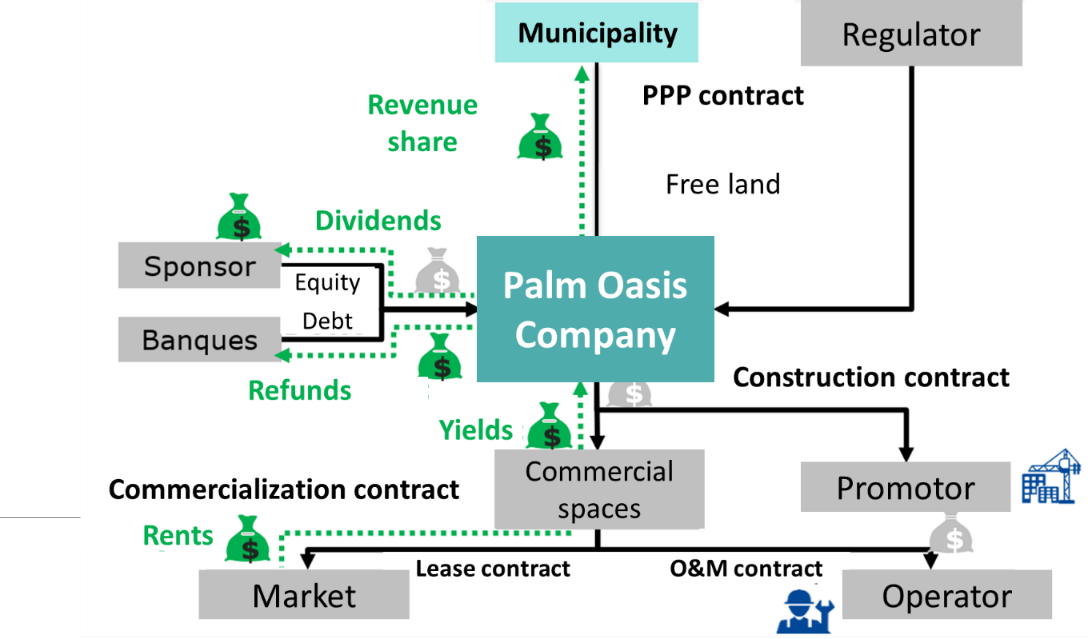 Municipality
Regulator
Revenue
share
$
PPP contract
Free land
$
Dividends
Sponsor
$
Equity
Debt
Banques
$
Refunds
Palm Oasis
Company
Construction contract
$
Yields
$
Commercial
spaces
Promotor
Commercialization contract
Rents
$
$
Lease contract
O&M contract
Market
Operator